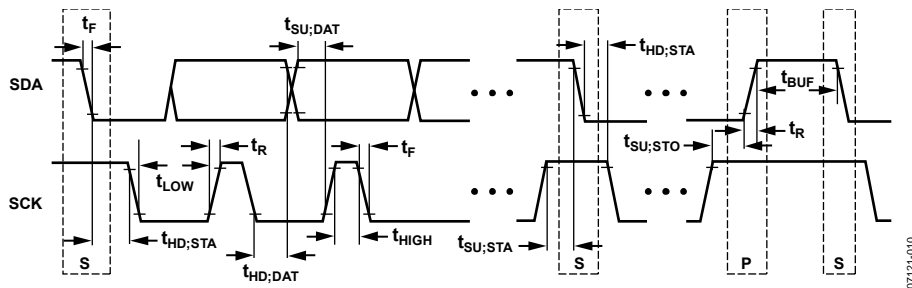 tF
tSU;DAT
tHD;STA
SDA
tBUF
tR
tF
tSU;STO
tR
tLOW
SCK
tHD;STA
tHIGH
tSU;STA
tHD;DAT
S
S
P
S
07121-010